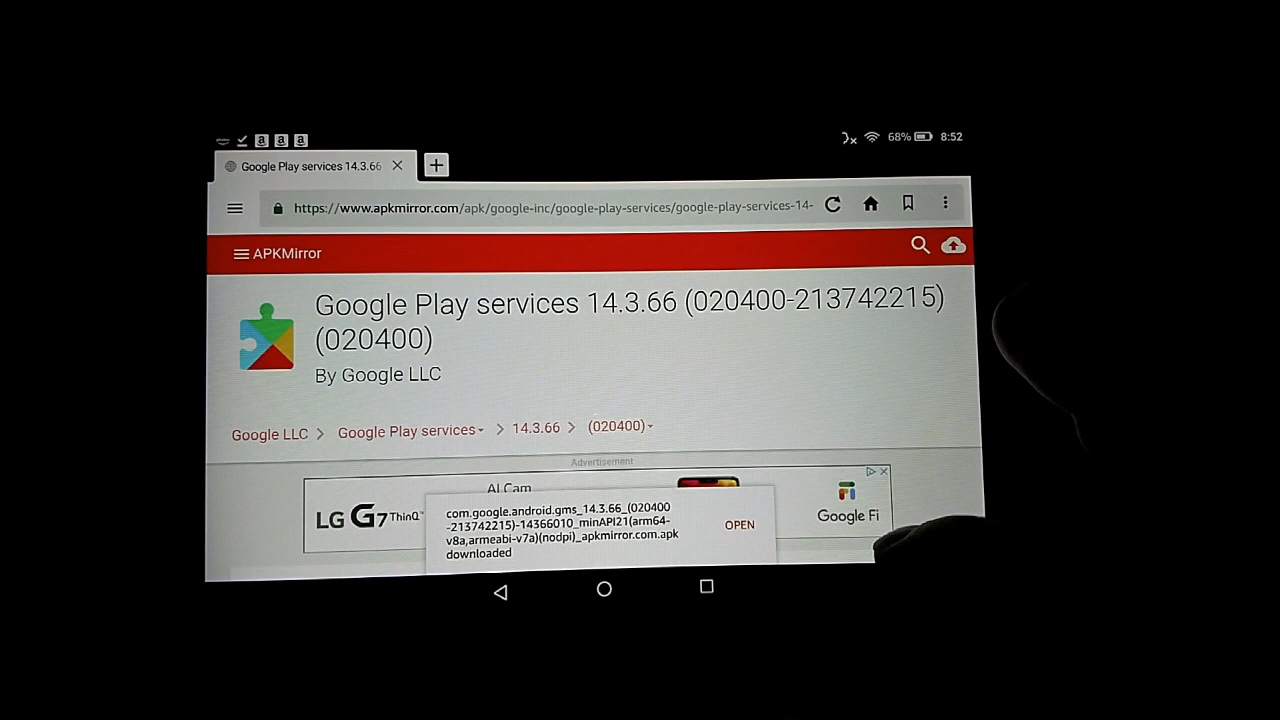 68% 8:52
Google Play services 14.3.66
https://www.apkmirror.com/apk/google-inc/google-play-services/google-play-services-14-
APKMirror
Google Play services 14.3.66 (020400-213742215)
(020400)
By Google LLC
Google LLC > Google Play services > 14.3.66 > (020400)
Advertisement
AI Cam
LG G7 ThinQ™
Google Fi
com.google.android.gms_14.3.66_(020400
-213742215)-14366010_minAPI21(arm64-
v8a,armeabi-v7a)(nodpi)_apkmirror.com.apk
downloaded
OPEN